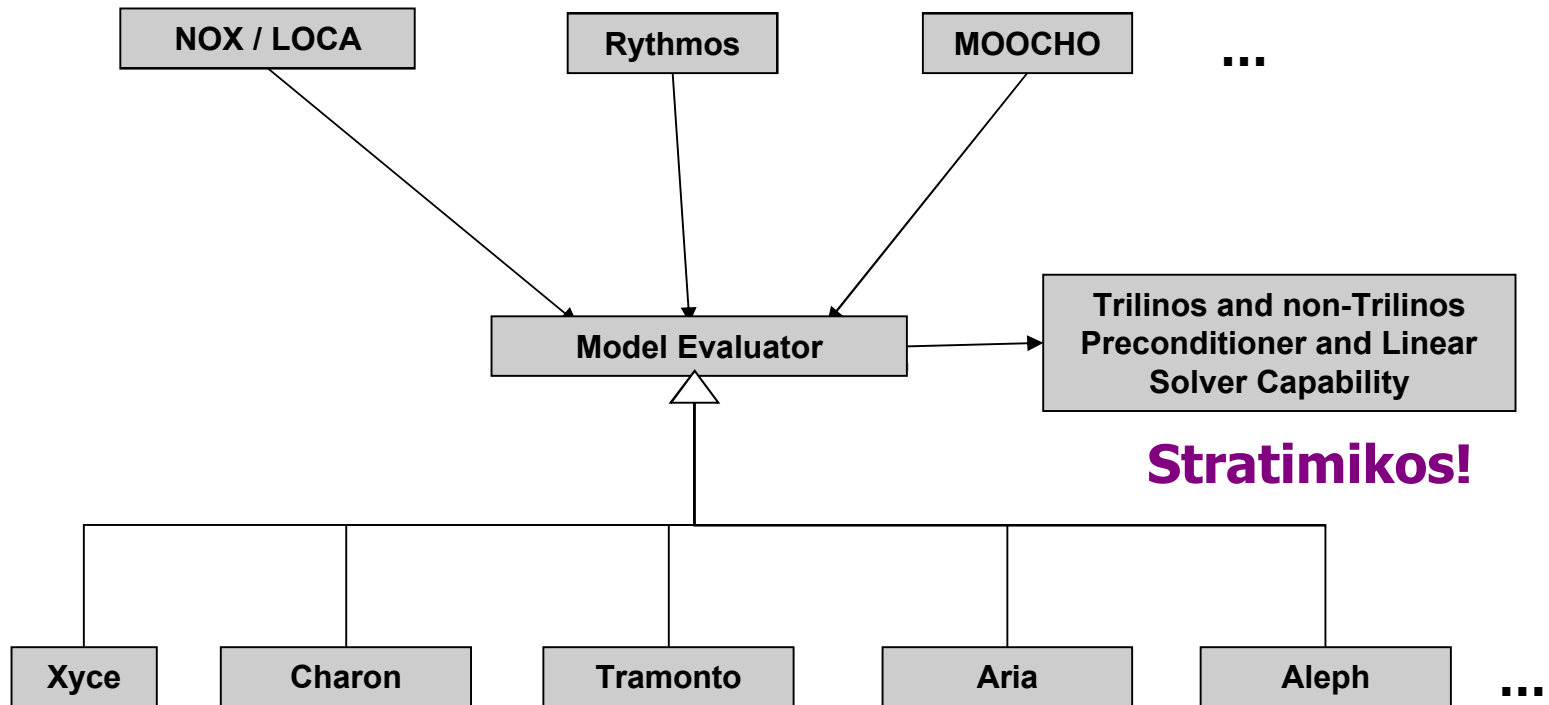 NOX / LOCA
Rythmos
MOOCHO
...
Model Evaluator
Trilinos and non-Trilinos
Preconditioner and Linear
Solver Capability
Stratimikos!
Xyce
Charon
Tramonto
Aria
Aleph
...